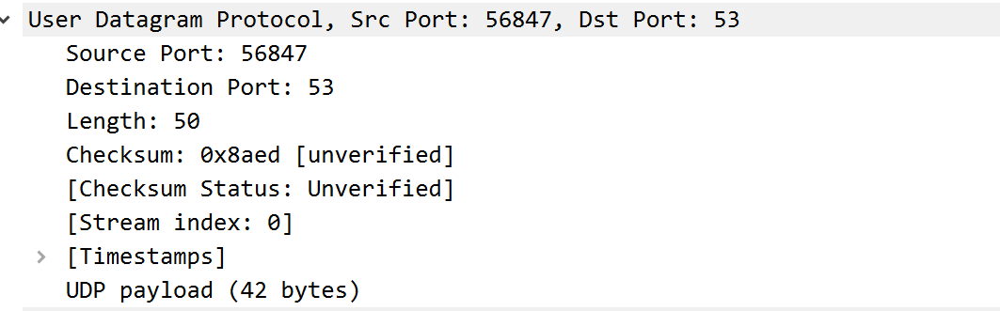 User Datagram Protocol, Src Port: 56847, Dst Port: 53
Source Port: 56847
Destination Port: 53
Length: 50
Checksum: 0x8aed [unverified]
[Checksum Status: Unverified]
[Stream index: 0]
[Timestamps]
UDP payload (42 bytes)